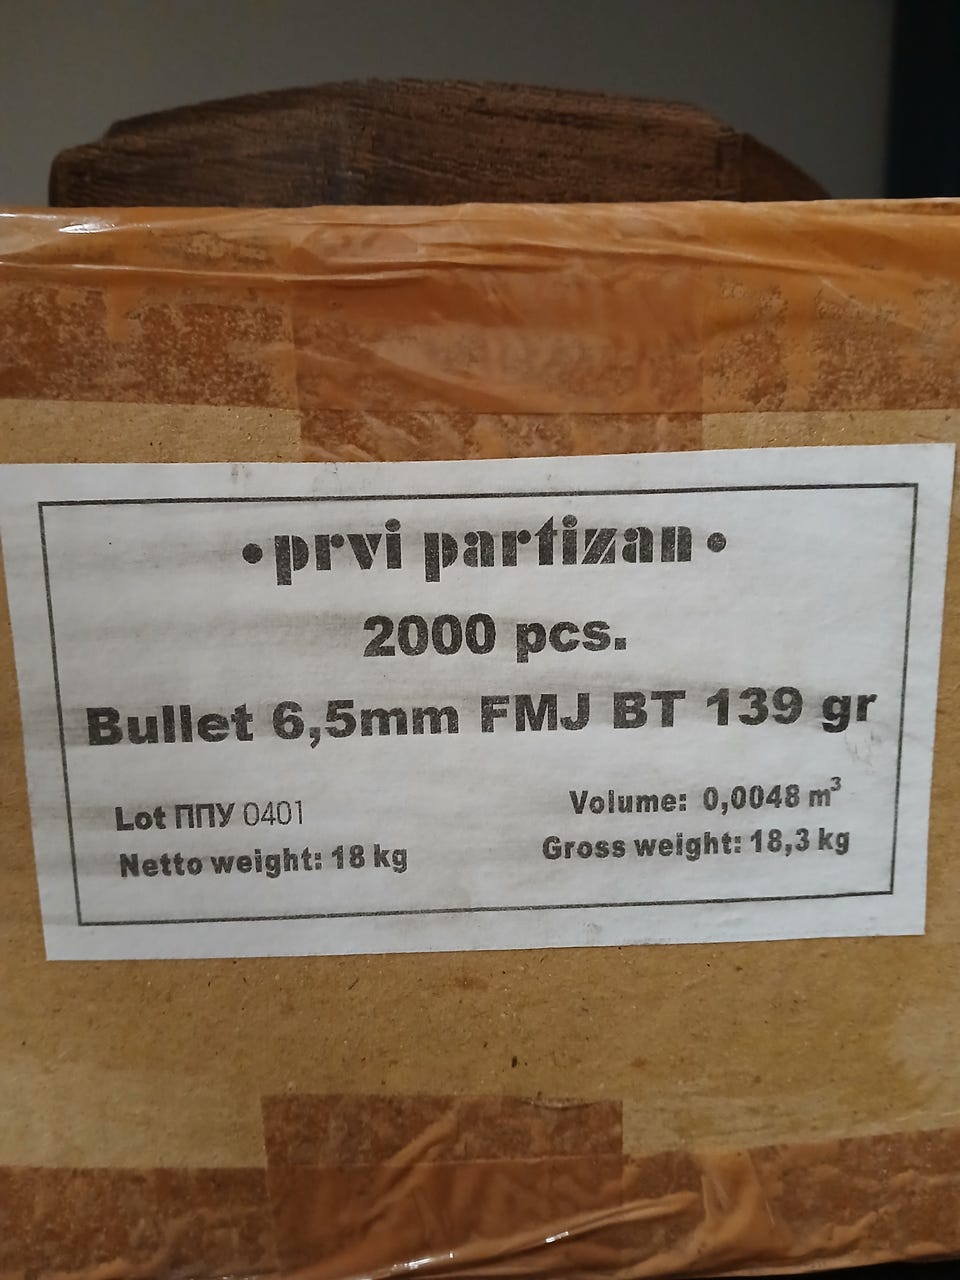 • prvi partizan •
2000 pcs.
Bullet 6,5mm FMJ BT 139 gr
Lot ППУ 0401
Volume: 0,0048 m³
Netto weight: 18 kg
Gross weight: 18,3 kg